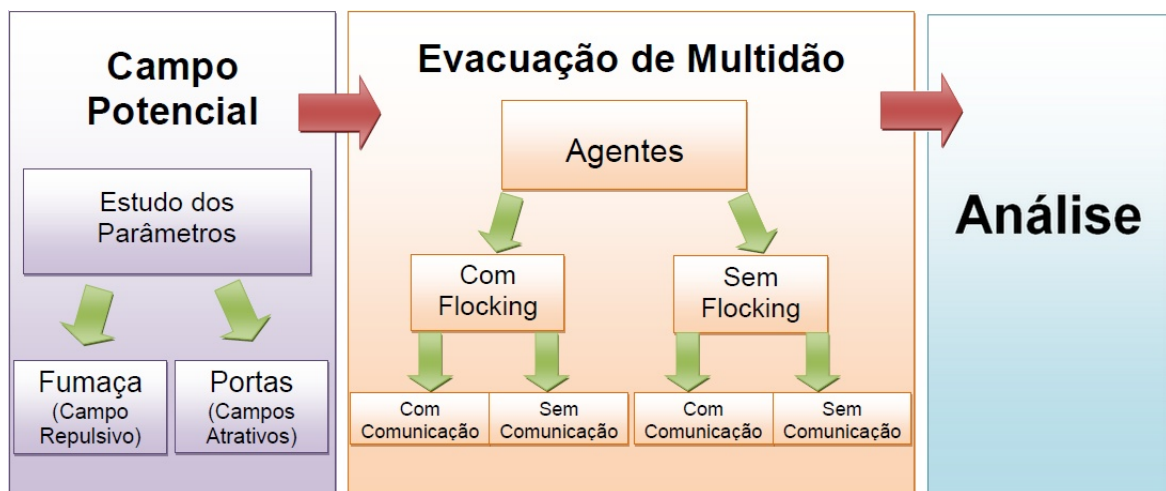 Campo
Potencial
Estudo dos
Parâmetros
Fumaça
(Campo
Repulsivo)
Portas
(Campos
Atrativos)
Evacuação de Multidão
Agentes
Com
Flocking
Sem
Flocking
Com
Comunicação
Sem
Comunicação
Com
Comunicação
Sem
Comunicação
Análise